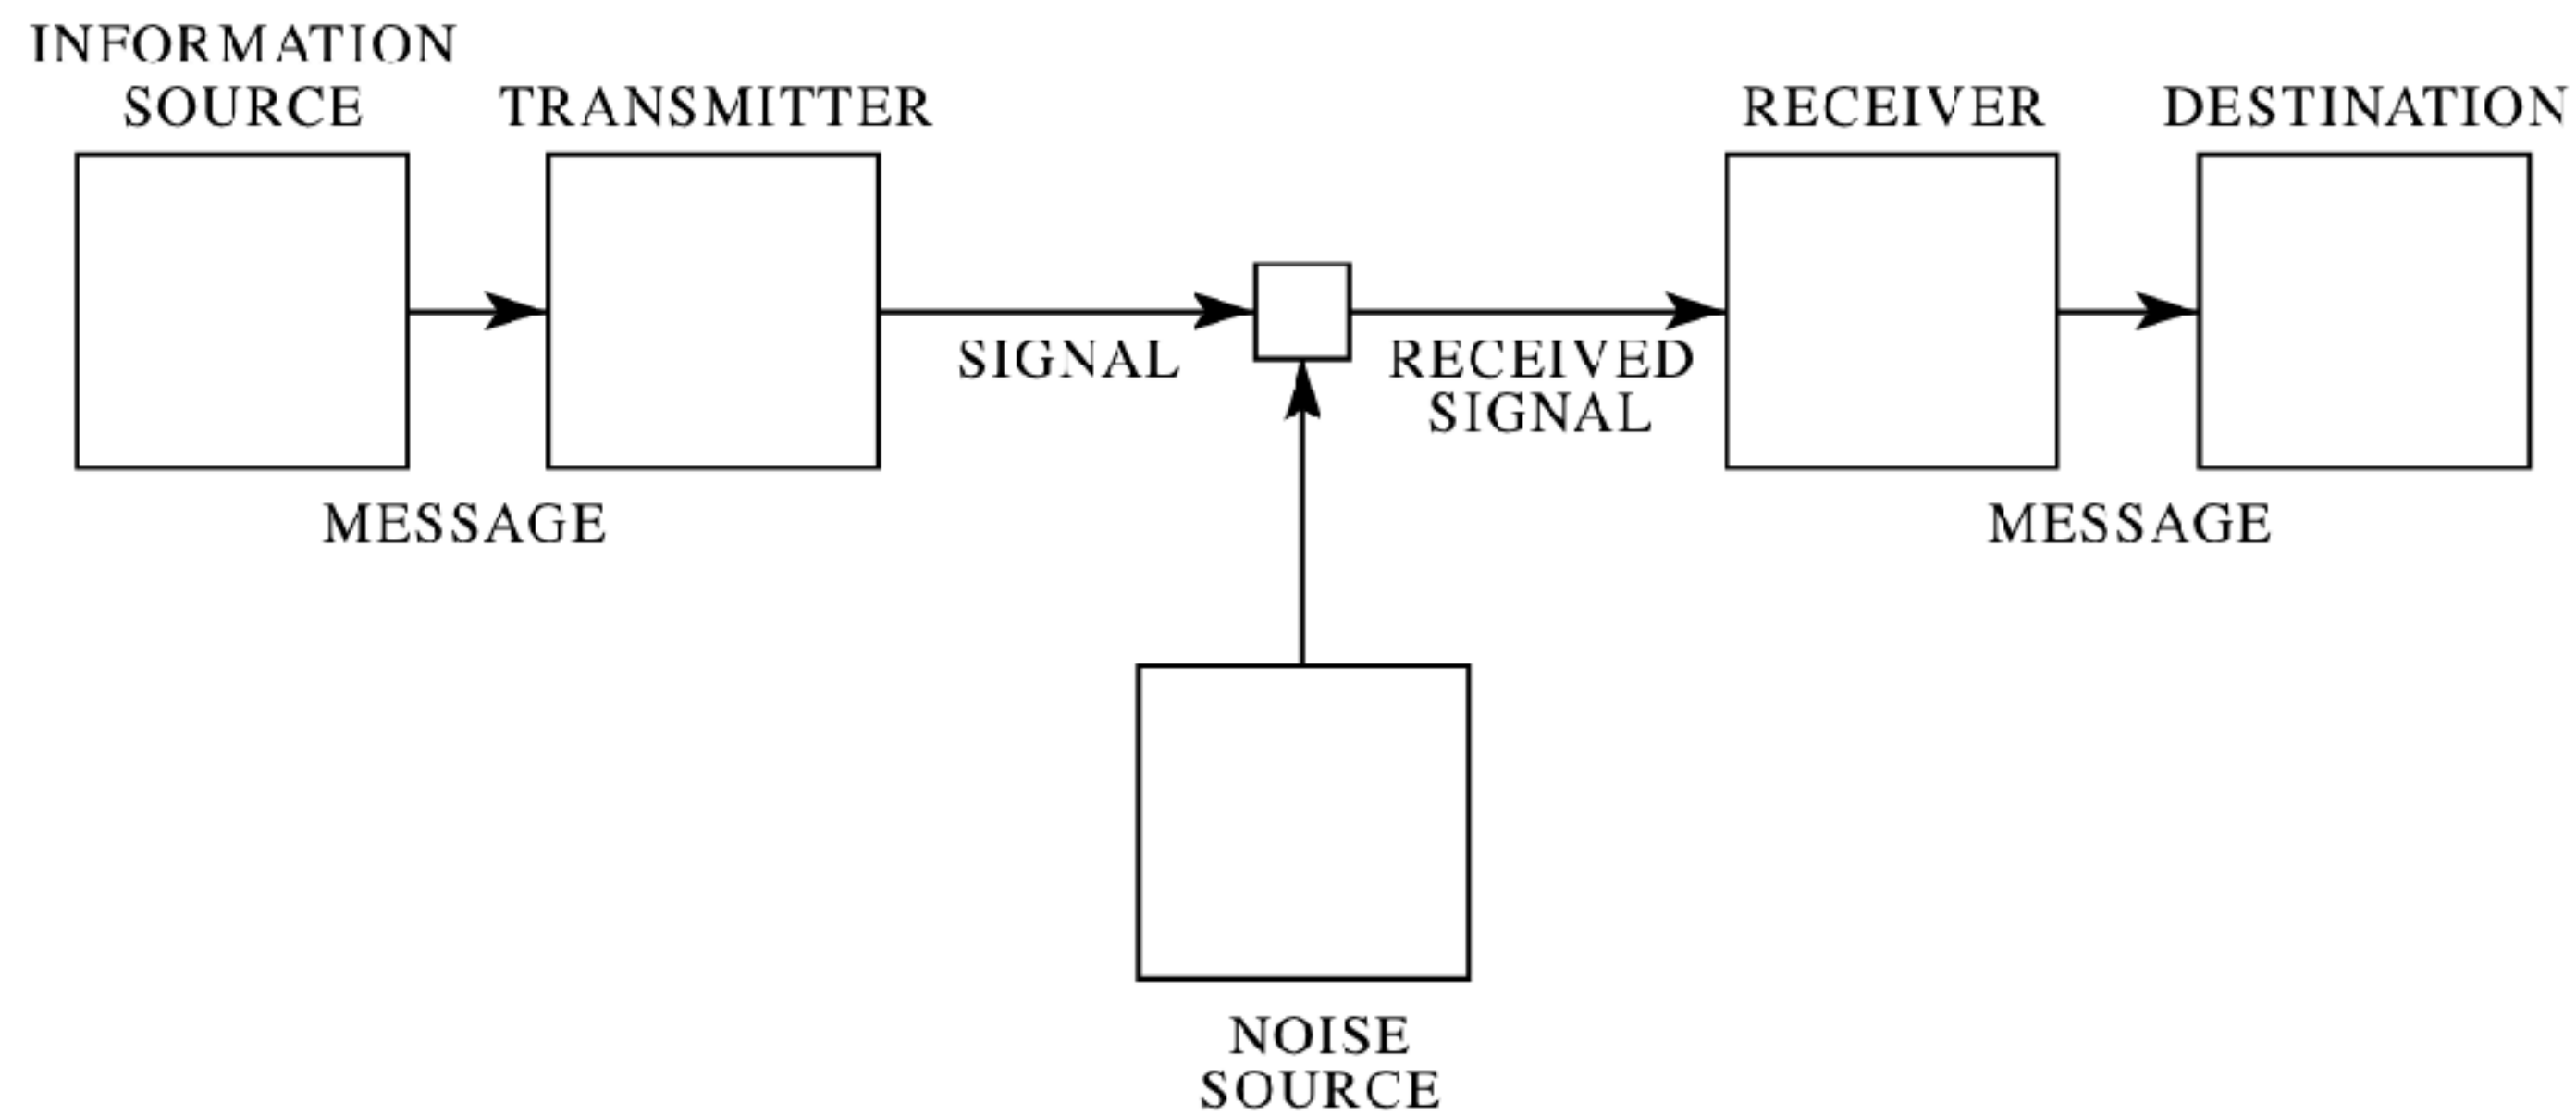 INFORMATION
SOURCE
TRANSMITTER
RECEIVER
DESTINATION
SIGNAL
RECEIVED
SIGNAL
MESSAGE
MESSAGE
NOISE
SOURCE